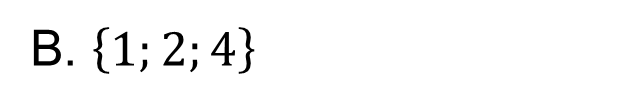 B. {1; 2; 4}